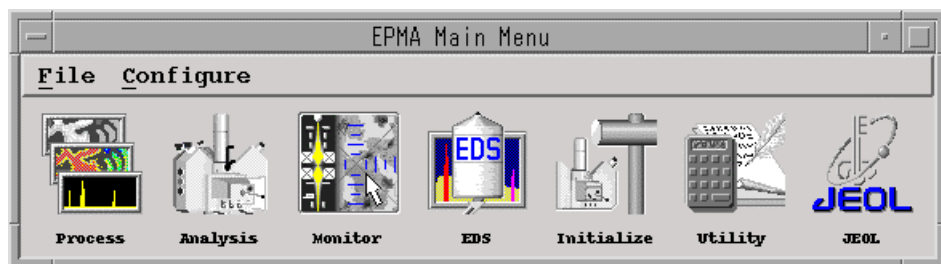 EPMA Main Menu
File Configure
EDS
JEOL
Process Analysis Monitor EDS Initialize Utility JEOL